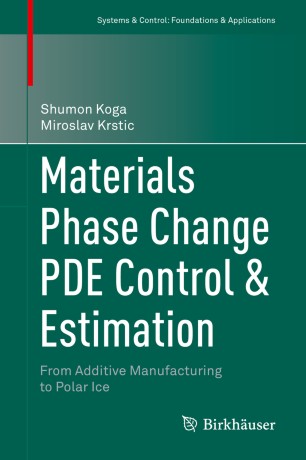 Systems & Control: Foundations & Applications
Shumon Koga
Miroslav Krstic
Materials
Phase Change
PDE Control &
Estimation
From Additive Manufacturing
to Polar Ice
Birkhäuser